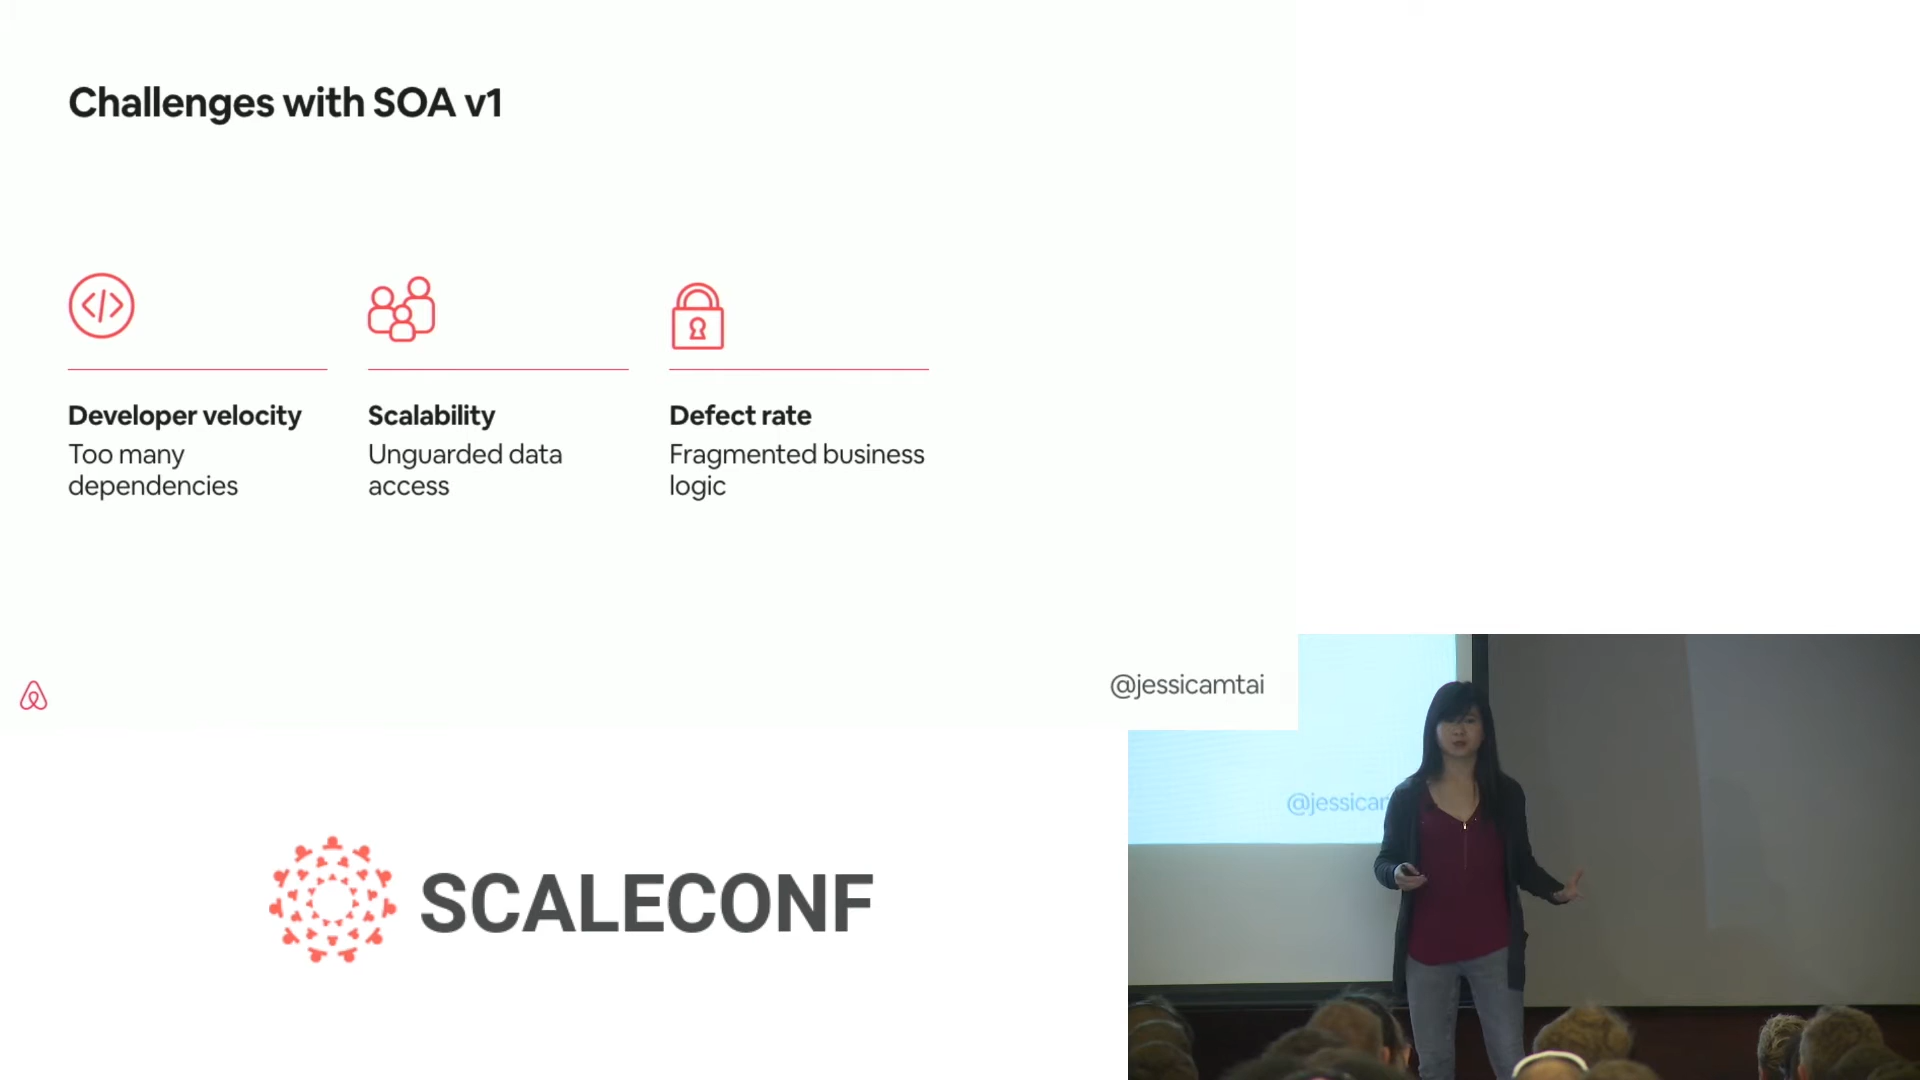 Challenges with SOA v1
Developer velocity
Too many
dependencies
Scalability
Unguarded data
access
Defect rate
Fragmented business
logic
@jessicamtai
@jessicar
SCALECONF